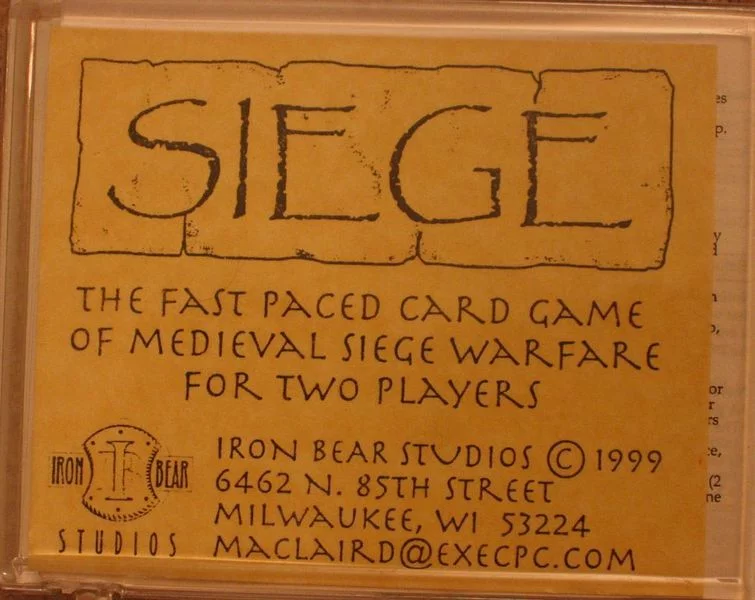 SIEGE
THE FAST PACED CARD GAME
OF MEDIEVAL SIEGE WARFARE
FOR TWO PLAYERS
IRON BEAR
STUDIOS
IRON BEAR STUDIOS © 1999
6462 N. 85TH STREET
MILWAUKEE, WI 53224
MACLAIRD@EXECPC.COM